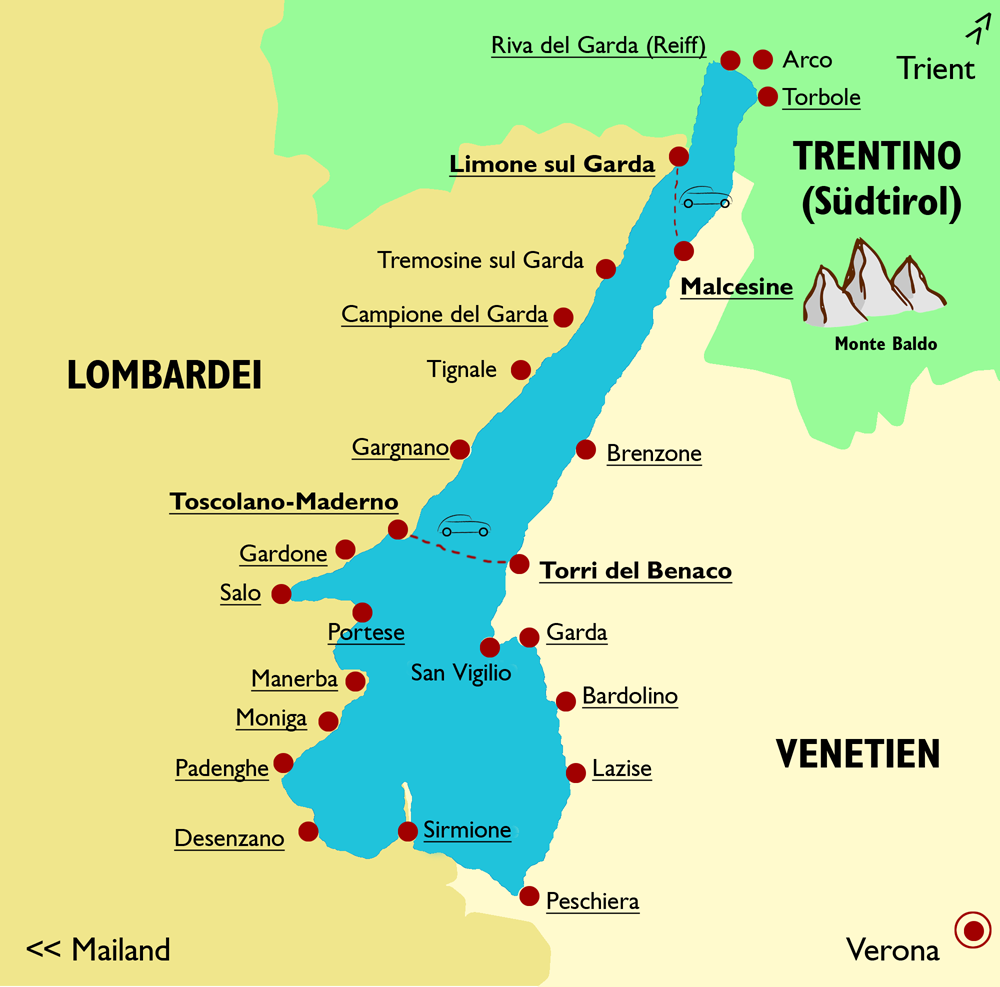 Riva del Garda (Reiff)
Arco
Trient
Torbole
TRENTINO
(Südtirol)
Limone sul Garda
Tremosine sul Garda
Malcesine
Campione del Garda
Monte Baldo
LOMBARDEI
Tignale
Gargnano
Brenzone
Toscolano-Maderno
Gardone
Torri del Benaco
Salo
Portese
Garda
San Vigilio
Manerba
Bardolino
Moniga
VENETIEN
Padenghe
Lazise
Desenzano
Sirmione
Peschiera
<< Mailand
Verona